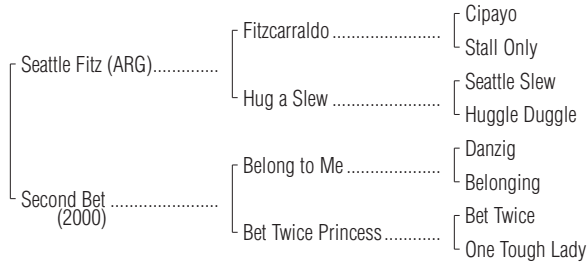 Cipayo
Fitzcarraldo ..................
Stall Only
Seattle Fitz (ARG).............
Seattle Slew
Hug a Slew .....................
Huggle Duggle
Danzig
Belong to Me ...................
Belonging
Second Bet .....................
(2000)
Bet Twice
Bet Twice Princess............
One Tough Lady